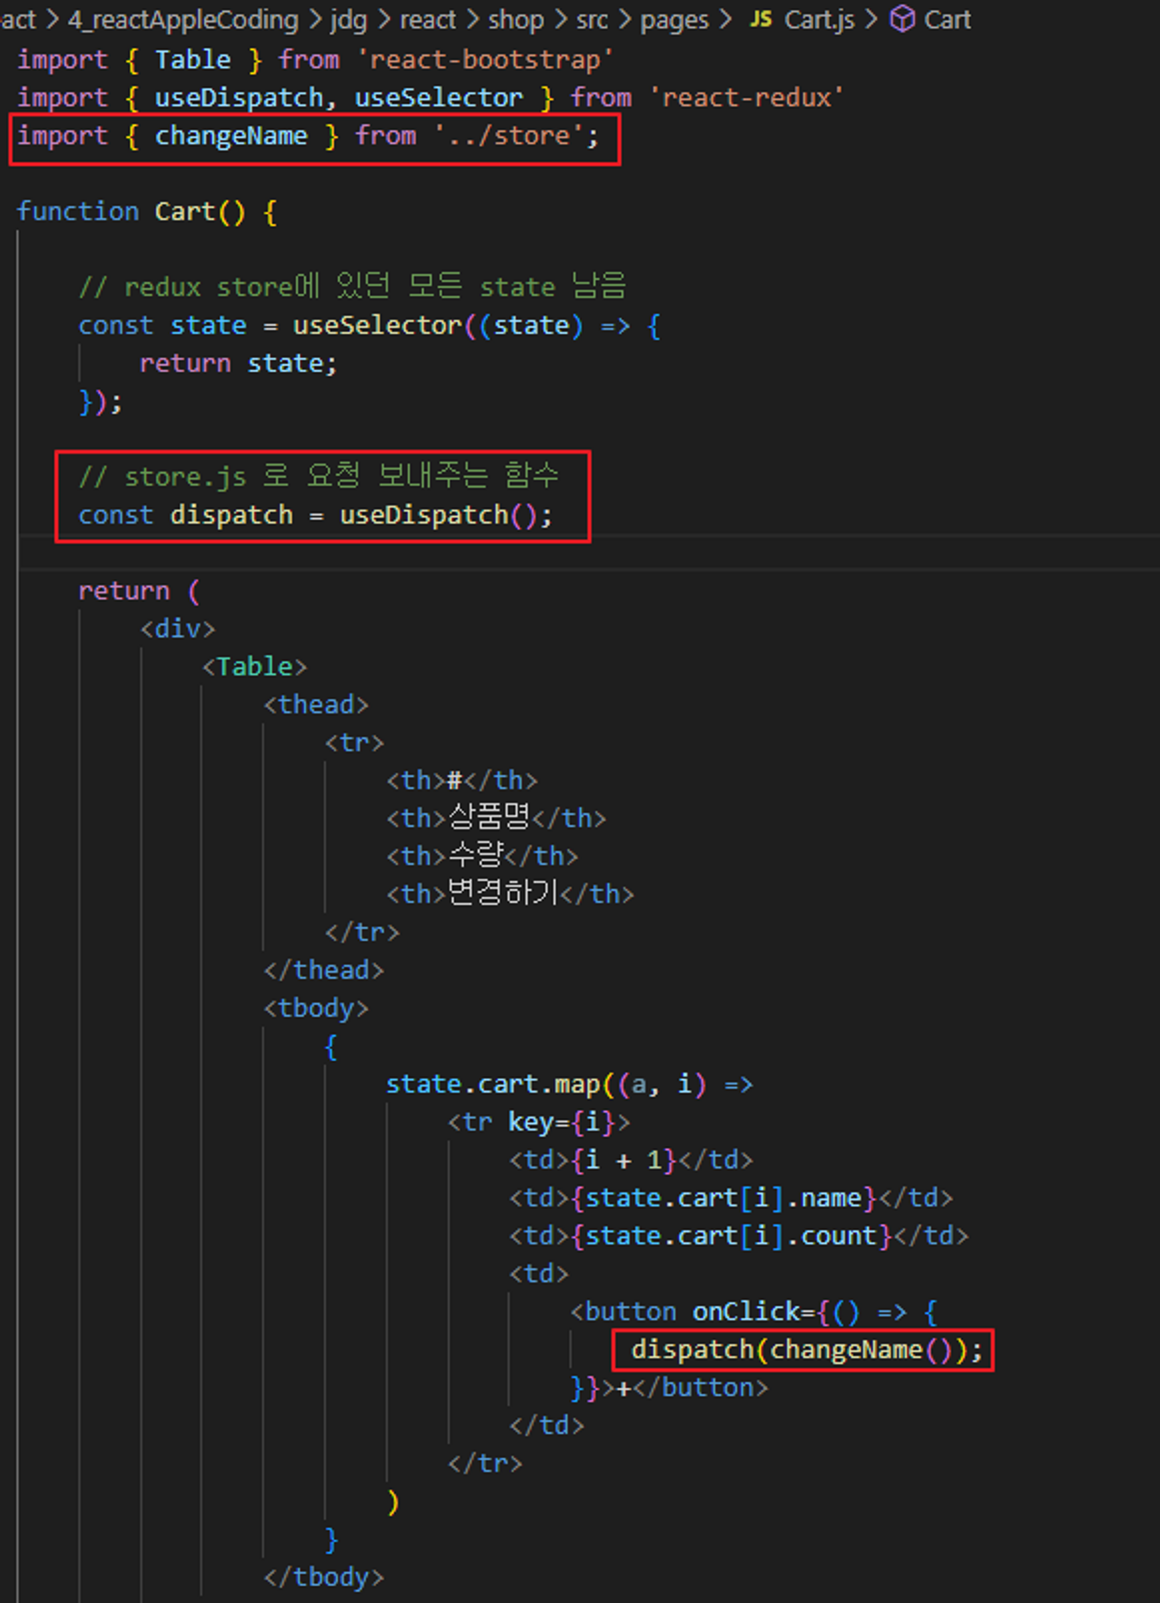 act > 4_reactAppleCoding > jdg > react > shop > src > pages > JS Cart.js > Cart
import { Table } from 'react-bootstrap'
import { useDispatch, useSelector } from 'react-redux'
import { changeName } from '../store';
function Cart() {
// redux store에 있던 모든 state 남음
const state = useSelector((state) => {
return state;
});
// store.js 로 요청 보내주는 함수
const dispatch = useDispatch();
return (
<div>
<Table>
<thead>
<tr>
<th>#</th>
<th>상품명</th>
<th>수량</th>
<th>변경하기</th>
</tr>
</thead>
<tbody>
{
state.cart.map((a, i) =>
<tr key={i}>
<td>{i + 1}</td>
<td>{state.cart[i].name}</td>
<td>{state.cart[i].count}</td>
<td>
<button onClick={() => {
dispatch(changeName());
}}>+</button>
</td>
</tr>
)
}
</tbody>